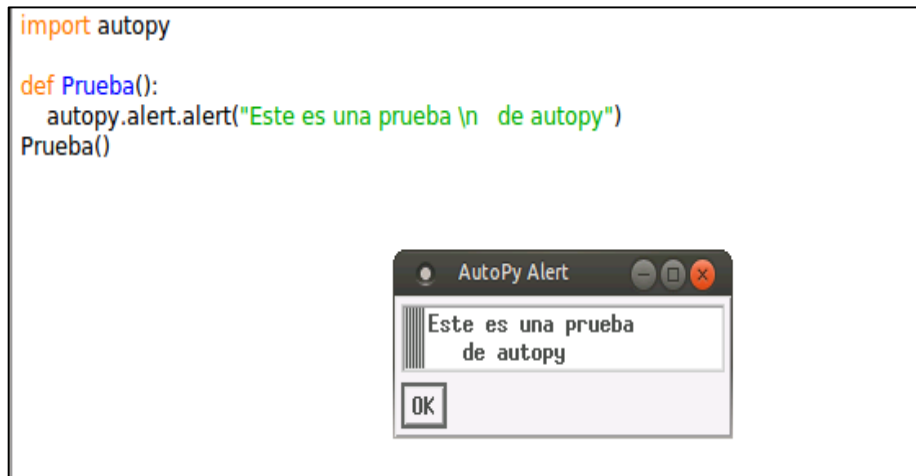 import autopy
def Prueba():
    autopy.alert.alert("Este es una prueba \n   de autopy")
Prueba()
AutoPy Alert
Este es una prueba
   de autopy
OK